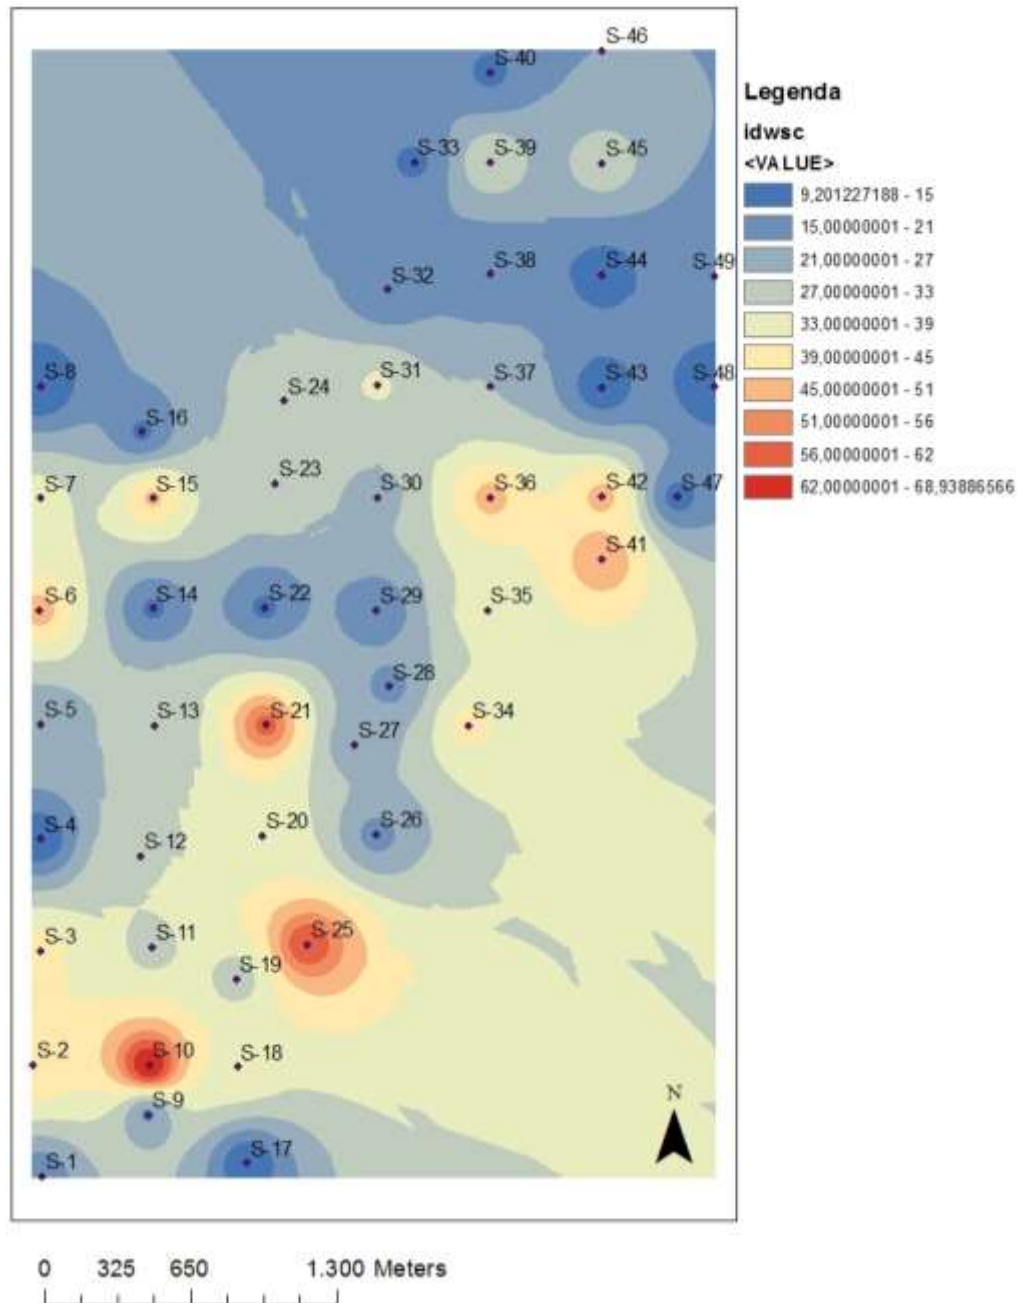 S-46
S-40
S-33
S-39
S-45
S-38
S-44
S-49
S-32
S-8
S-31
S-37
S-43
S-48
S-24
S-16
S-7
S-15
S-23
S-30
S-36
S-42
S-47
S-41
S-6
S-14
S-22
S-29
S-35
S-28
S-5
S-13
S-21
S-27
S-34
S-4
S-12
S-20
S-26
S-3
S-11
S-25
S-19
S-2
S-10
S-18
S-9
S-1
S-17
N
Legenda
idwsc
<VALUE>
9,201227188 - 15
15,00000001 - 21
21,00000001 - 27
27,00000001 - 33
33,00000001 - 39
39,00000001 - 45
45,00000001 - 51
51,00000001 - 56
56,00000001 - 62
62,00000001 - 68,93886566
0 325 650 1.300 Meters